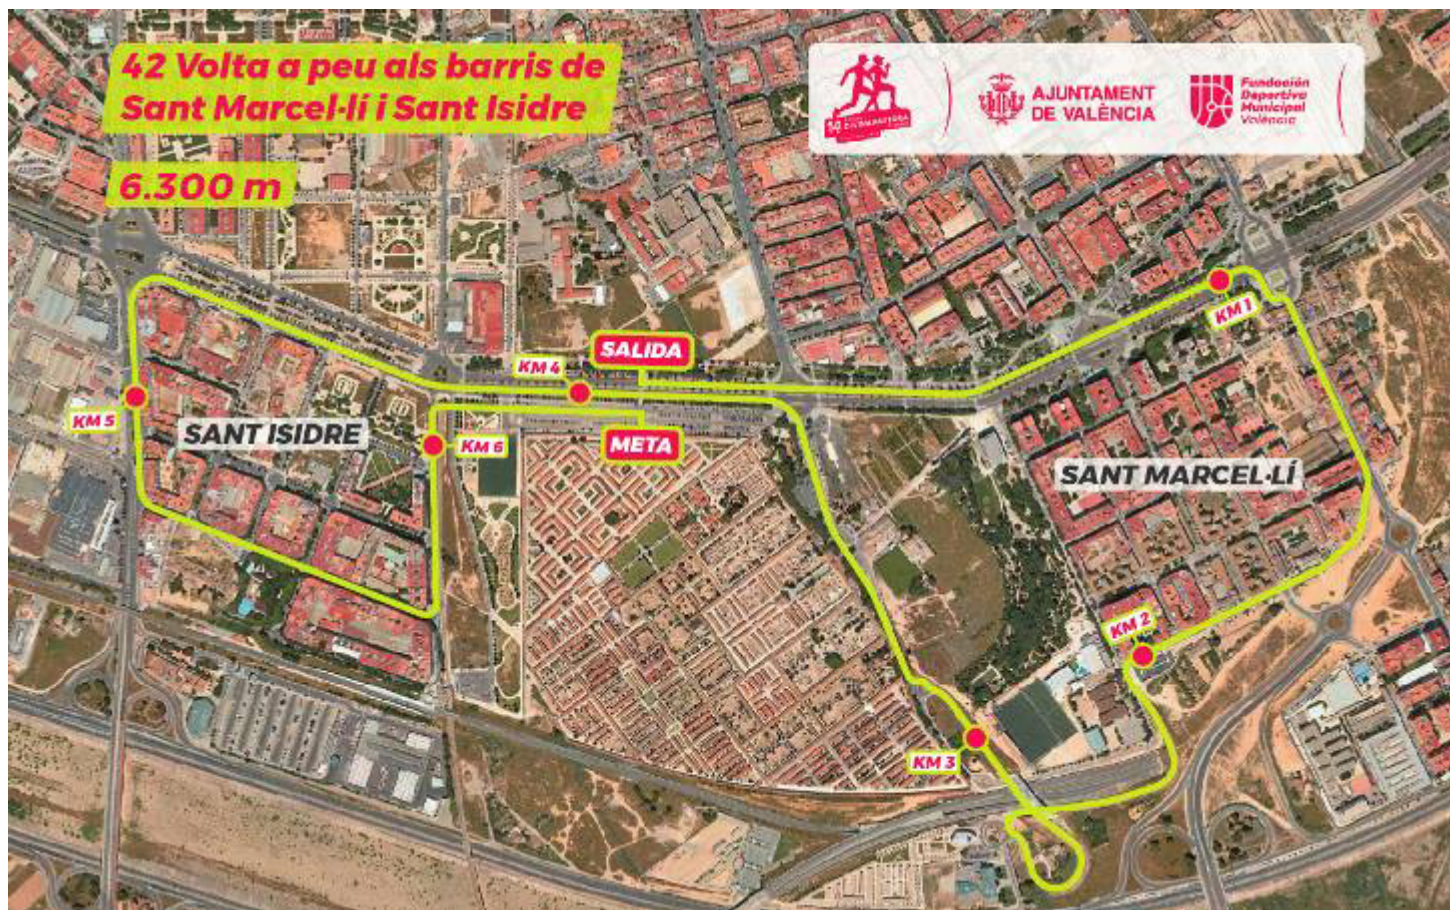 42 Volta a peu als barris de
Sant Marcel·lí i Sant Isidre
6.300 m
AJUNTAMENT
DE VALÈNCIA
Fundación
Deportiva
Municipal
València
KM 1
SALIDA
KM 4
KM 5
SANT ISIDRE
KM 6
META
SANT MARCEL·LÍ
KM 2
KM 3